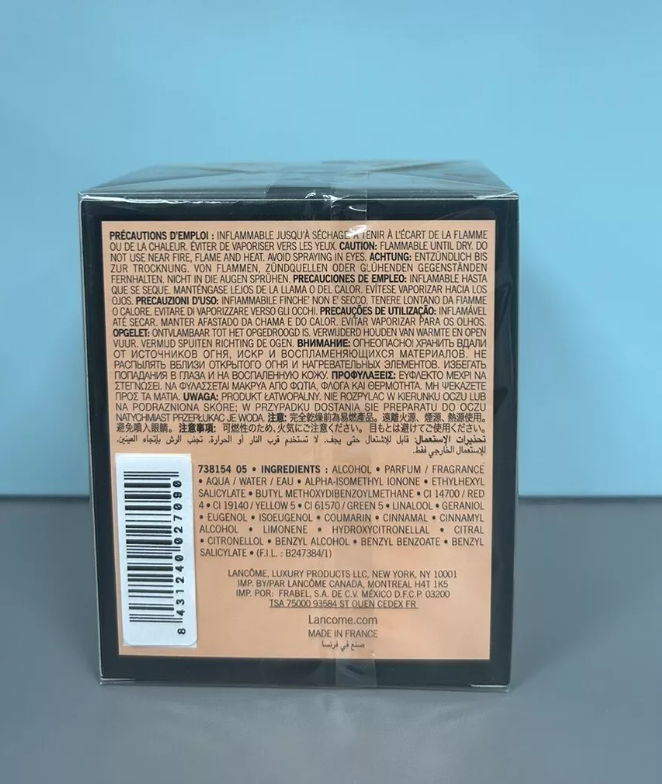 PRÉCAUTIONS D'EMPLOI : INFLAMMABLE JUSQU'À SÉCHAGE. À TENIR À L'ÉCART DE LA FLAMME
OU DE LA CHALEUR. ÉVITER DE VAPORISER VERS LES YEUX. CAUTION: FLAMMABLE UNTIL DRY. DO
NOT USE NEAR FIRE, FLAME AND HEAT. AVOID SPRAYING IN EYES. ACHTUNG: ENTZÜNDLICH BIS
ZUR TROCKNUNG. VON FLAMMEN, ZÜNDQUELLEN ODER GLÜHENDEN GEGENSTÄNDEN
FERNHALTEN. NICHT IN DIE AUGEN SPRÜHEN. PRECAUCIONES DE EMPLEO: INFLAMABLE HASTA
QUE SE SEQUE. MANTÉNGASE LEJOS DE LA LLAMA O DEL CALOR. EVÍTESE VAPORIZAR HACIA LOS
OJOS. PRECAUZIONI D'USO: INFIAMMABILE FINCHE' NON E' SECCO. TENERE LONTANO DA FIAMME
O CALORE. EVITARE DI VAPORIZZARE VERSO GLI OCCHI. PRECAUÇÕES DE UTILIZAÇÃO: INFLAMÁVEL
ATÉ SECAR. MANTER AFASTADO DA CHAMA E DO CALOR. EVITAR VAPORIZAR PARA OS OLHOS.
OPGELET: ONTVLAMBAAR TOT HET OPGEDROOGD IS. VERWIJDERD HOUDEN VAN WARMTE EN OPEN
VUUR. VERMIJD SPUITEN RICHTING DE OGEN. ВНИМАНИЕ: ОГНЕОПАСНО! ХРАНИТЬ ВДАЛИ
ОТ ИСТОЧНИКОВ ОГНЯ, ИСКР И ВОСПЛАМЕНЯЮЩИХСЯ МАТЕРИАЛОВ. НЕ
РАСПЫЛЯТЬ ВБЛИЗИ ОТКРЫТОГО ОГНЯ И НАГРЕВАТЕЛЬНЫХ ЭЛЕМЕНТОВ. ИЗБЕГАТЬ
ПОПАДАНИЯ В ГЛАЗА И НА ВОСПАЛЕННУЮ КОЖУ. ΠΡΟΦΥΛΑΞΕΙΣ: ΕΥΦΛΕΚΤΟ ΜΕΧΡΙ ΝΑ
ΣΤΕΓΝΩΣΕΙ. ΝΑ ΦΥΛΑΣΣΕΤΑΙ ΜΑΚΡΥΑ ΑΠΟ ΦΩΤΙΑ, ΦΛΟΓΑ ΚΑΙ ΘΕΡΜΟΤΗΤΑ. ΜΗ ΨΕΚΑΖΕΤΕ
ΠΡΟΣ ΤΑ ΜΑΤΙΑ. UWAGA: PRODUKT ŁATWOPALNY. NIE ROZPYLAĆ W KIERUNKU OCZU LUB
NA PODRAŻNIONĄ SKÓRĘ; W PRZYPADKU DOSTANIA SIĘ PREPARATU DO OCZU
NATYCHMIAST PRZEPŁUKAĆ JE WODĄ. 注意: 完全乾燥前為易燃產品。遠離火源、煙源、熱源使用。
避免噴入眼睛。注意事項: 可燃性のため、火気にご注意ください。目もとは避けてご使用ください。
تحذيرات الإستعمال: قابل للإشتعال حتى يجف. لا تستخدم قرب النار أو الحرارة. تجنب الرش بإتجاه العينين.
للإستعمال الخارجي فقط.
738154 05 • INGREDIENTS : ALCOHOL • PARFUM / FRAGRANCE
• AQUA / WATER / EAU • ALPHA-ISOMETHYL IONONE • ETHYLHEXYL
SALICYLATE • BUTYL METHOXYDIBENZOYLMETHANE • CI 14700 / RED
4 • CI 19140 / YELLOW 5 • CI 61570 / GREEN 5 • LINALOOL • GERANIOL
• EUGENOL • ISOEUGENOL • COUMARIN • CINNAMAL • CINNAMYL
ALCOHOL • LIMONENE • HYDROXYCITRONELLAL • CITRAL
• CITRONELLOL • BENZYL ALCOHOL • BENZYL BENZOATE • BENZYL
SALICYLATE • (F.I.L. : B247384/1)
8 431240 027090
LANCÔME, LUXURY PRODUCTS LLC, NEW YORK, NY 10001
IMP. BY/PAR LANCÔME CANADA, MONTREAL H4T 1K5
IMP. POR: FRABEL, S.A. DE C.V. MÉXICO D.F.C.P. 03200
TSA 75000 93584 ST OUEN CEDEX FR
Lancome.com
MADE IN FRANCE
صنع في فرنسا